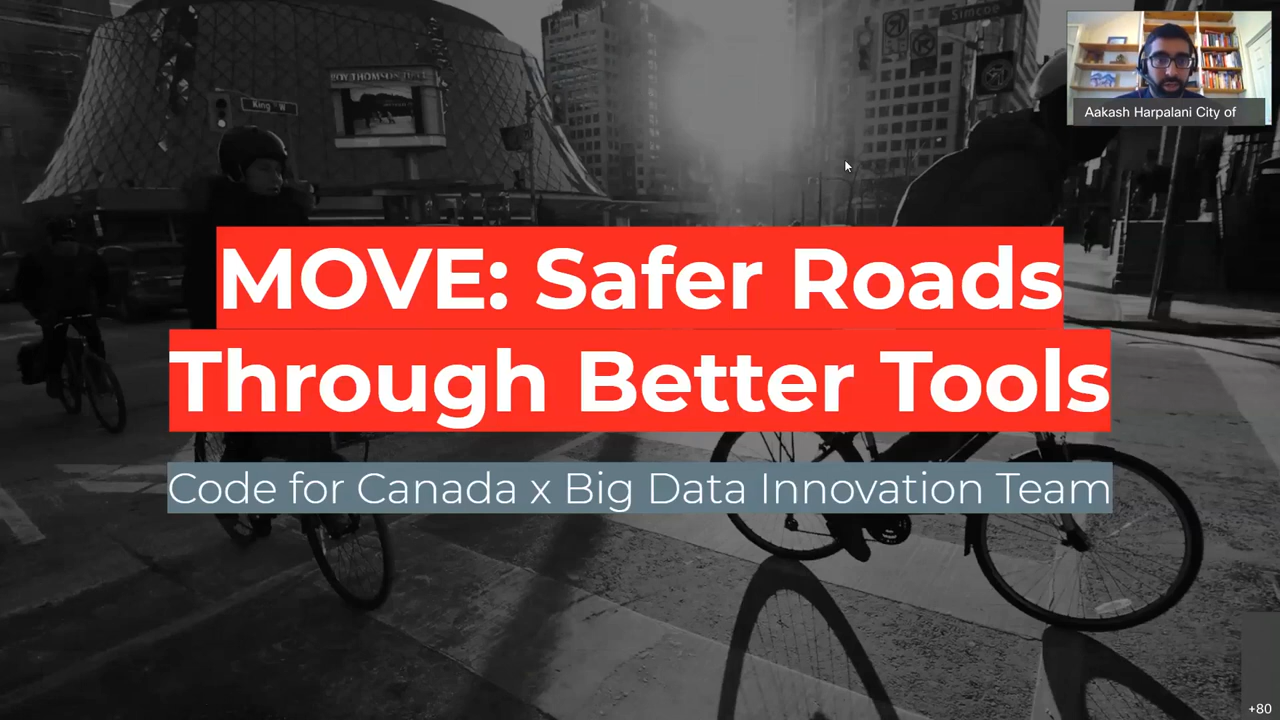 Simcoe
Aakash Harpalani City of
ROY THOMSON HALL
King St W
MOVE: Safer Roads
Through Better Tools
Code for Canada x Big Data Innovation Team
+80